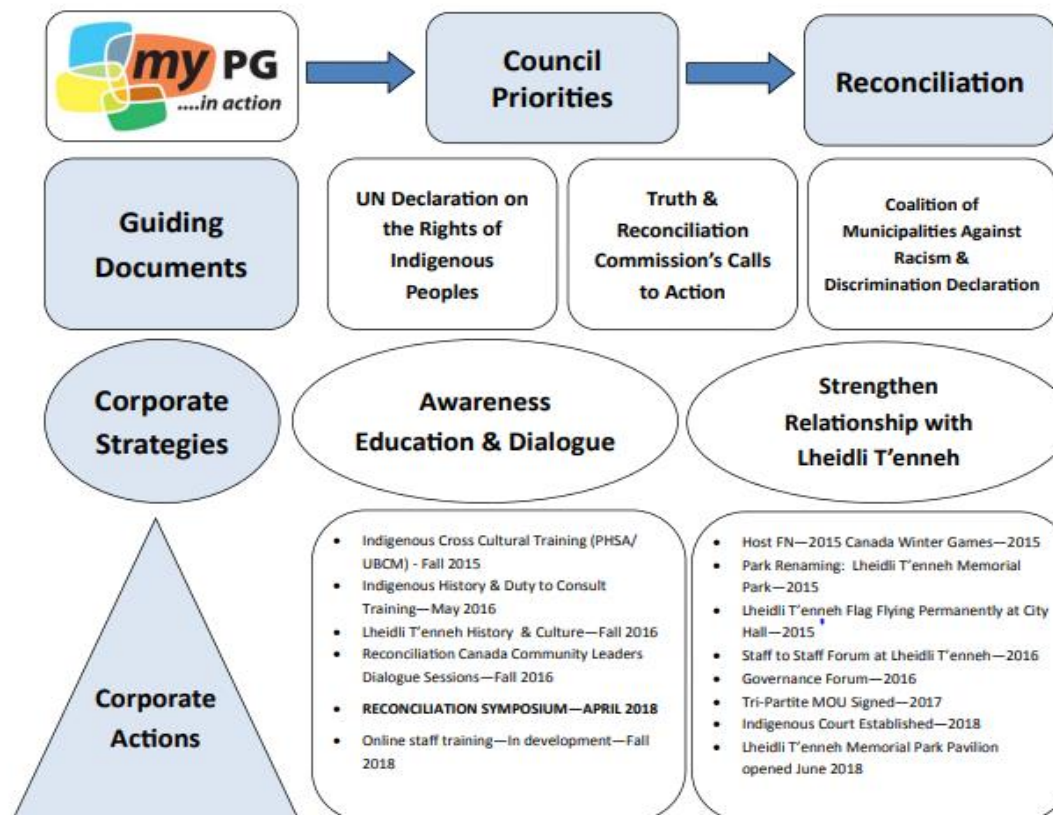 my PG
....in action
Council
Priorities
Reconciliation
Guiding
Documents
UN Declaration on
the Rights of
Indigenous
Peoples
Truth &
Reconciliation
Commission’s Calls
to Action
Coalition of
Municipalities Against
Racism &
Discrimination Declaration
Corporate
Strategies
Awareness
Education & Dialogue
Strengthen
Relationship with
Lheidli T’enneh
Corporate
Actions
• Indigenous Cross Cultural Training (PHSA/
UBCM) - Fall 2015
• Indigenous History & Duty to Consult
Training—May 2016
• Lheidli T’enneh History & Culture—Fall 2016
• Reconciliation Canada Community Leaders
Dialogue Sessions—Fall 2016
• RECONCILIATION SYMPOSIUM—APRIL 2018
• Online staff training—In development—Fall
2018
• Host FN—2015 Canada Winter Games—2015
• Park Renaming: Lheidli T’enneh Memorial
Park—2015
• Lheidli T’enneh Flag Flying Permanently at City
Hall—2015
• Staff to Staff Forum at Lheidli T’enneh—2016
• Governance Forum—2016
• Tri-Partite MOU Signed—2017
• Indigenous Court Established—2018
• Lheidli T’enneh Memorial Park Pavilion
opened June 2018